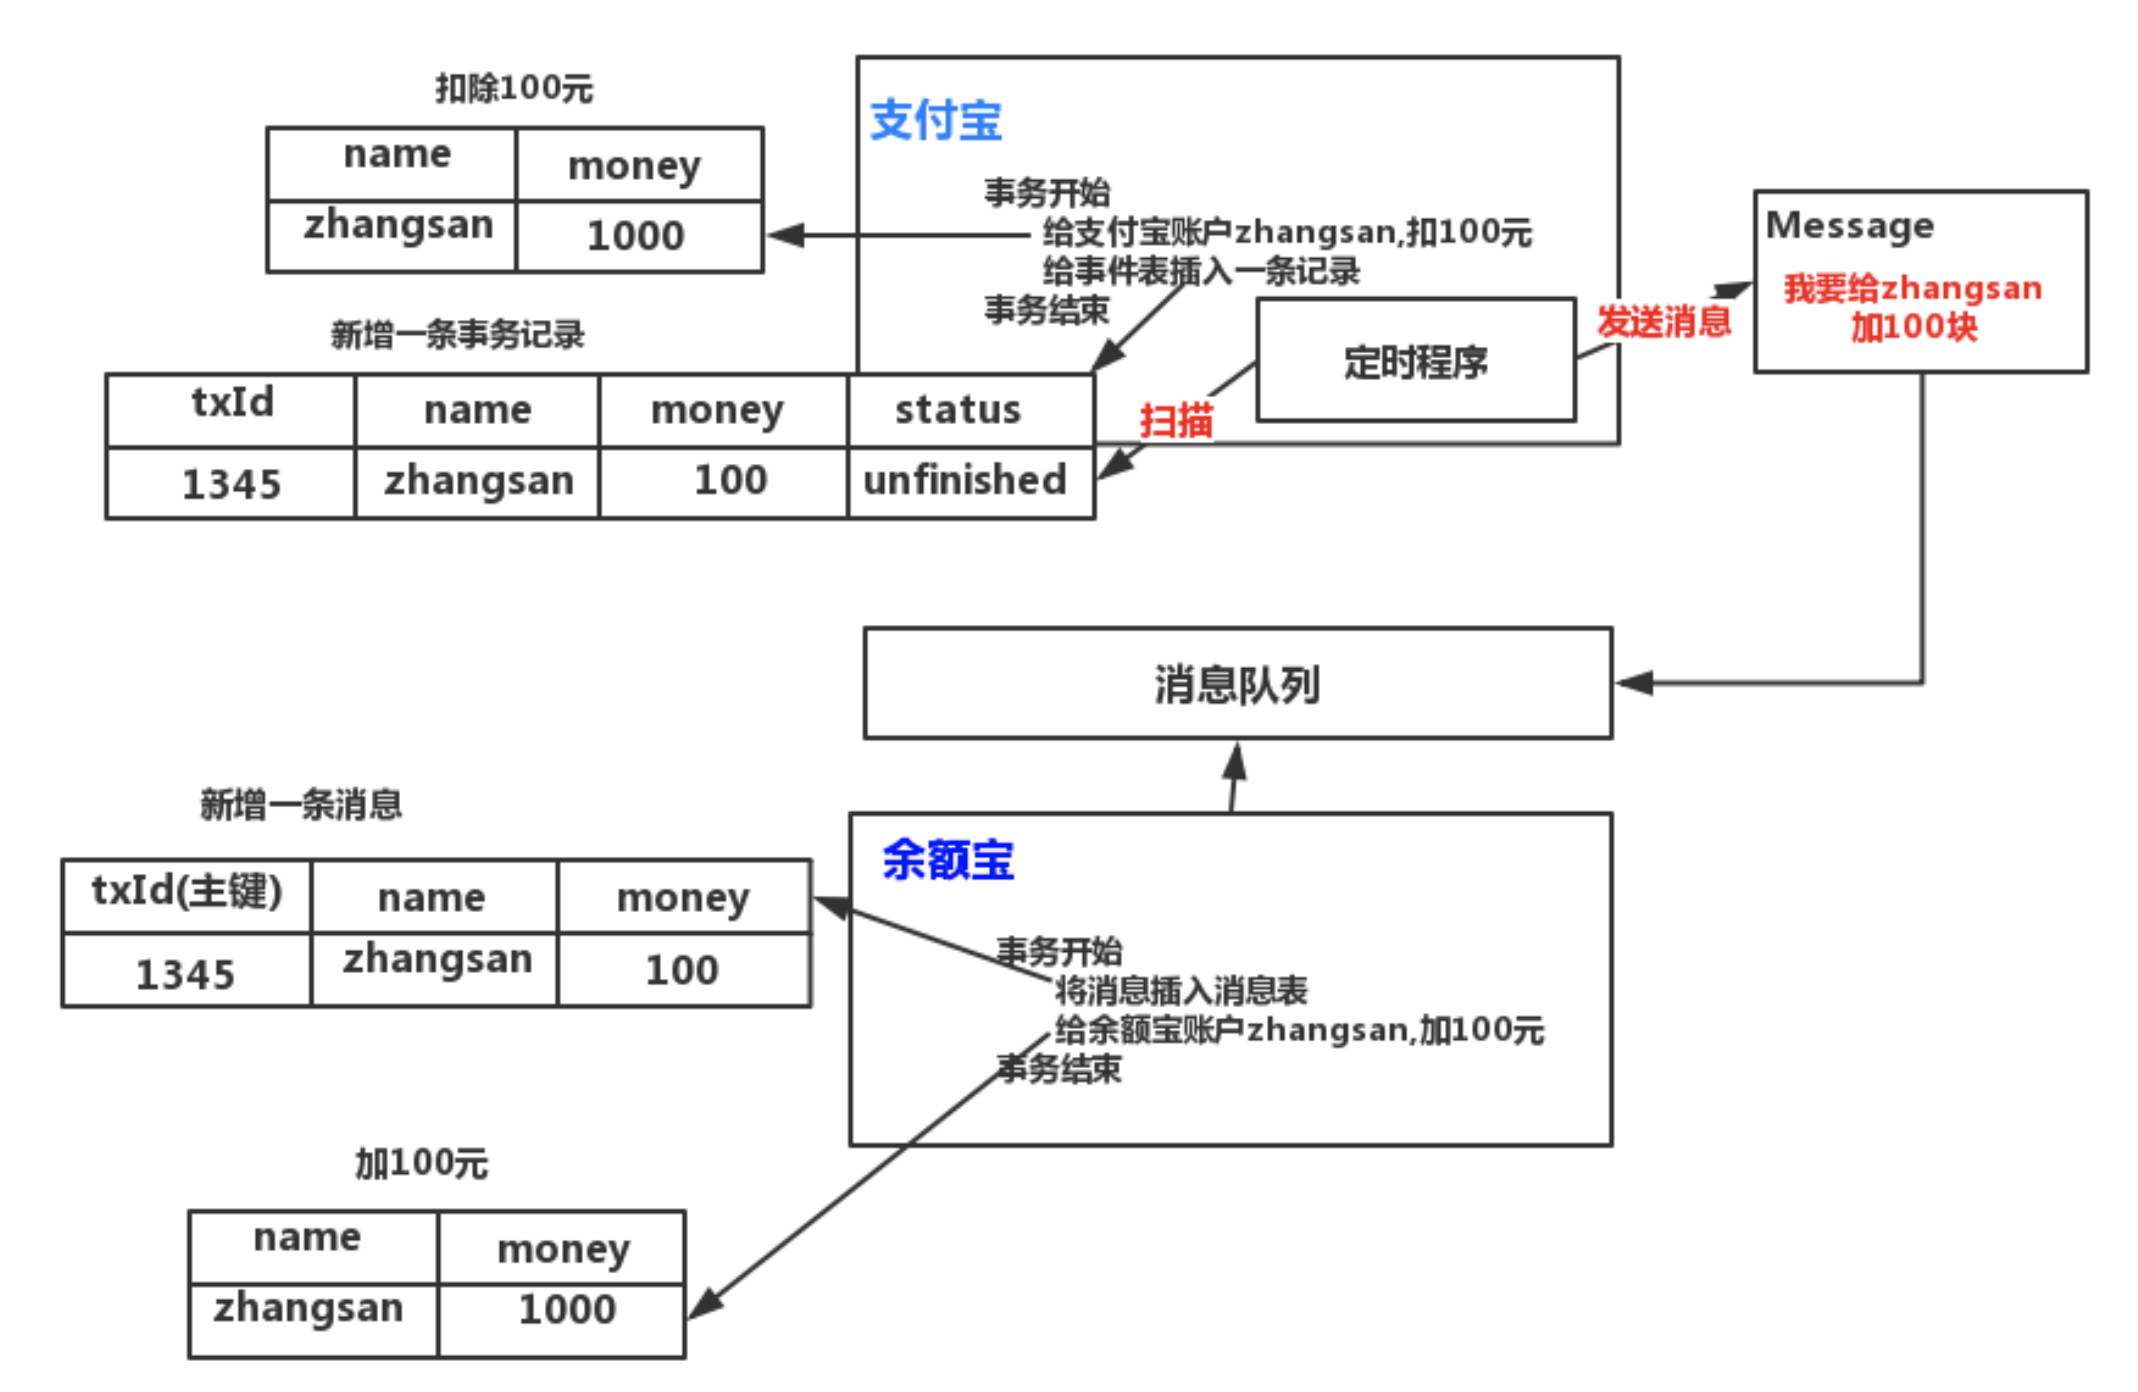 扣除100元
name money
zhangsan 1000
支付宝
事务开始
给支付宝账户zhangsan,扣100元
给事件表插入一条记录
事务结束
定时程序
发送消息
扫描
Message
我要给zhangsan
加100块
新增一条事务记录
txId name money status
1345 zhangsan 100 unfinished
消息队列
新增一条消息
txId(主键) name money
1345 zhangsan 100
余额宝
事务开始
将消息插入消息表
给余额宝账户zhangsan,加100元
事务结束
加100元
name money
zhangsan 1000